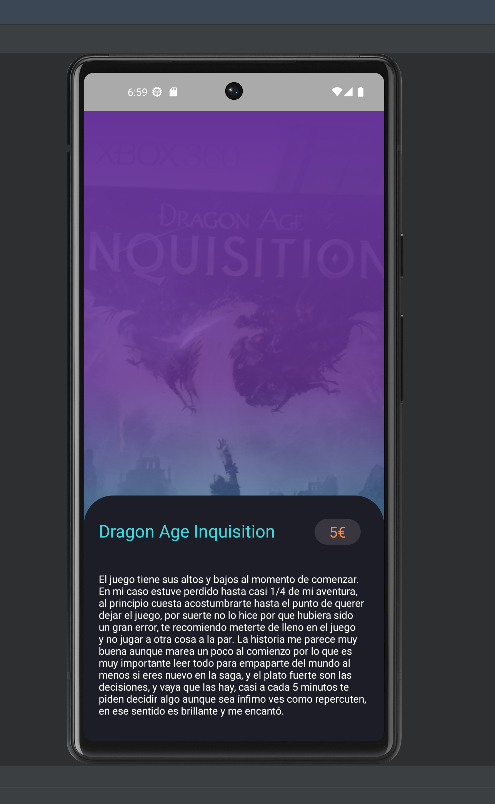 6:59
XBOX 360
DRAGON AGE
INQUISITION
Dragon Age Inquisition
5€
El juego tiene sus altos y bajos al momento de comenzar.
En mi caso estuve perdido hasta casi 1/4 de mi aventura,
al principio cuesta acostumbrarte hasta el punto de querer
dejar el juego, por suerte no lo hice por que hubiera sido
un gran error, te recomiendo meterte de lleno en el juego
y no jugar a otra cosa a la par. La historia me parece muy
buena aunque marea un poco al comienzo por lo que es
muy importante leer todo para empaparte del mundo al
menos si eres nuevo en la saga, y el plato fuerte son las
decisiones, y vaya que las hay, casi a cada 5 minutos te
piden decidir algo aunque sea ínfimo ves como repercuten,
en ese sentido es brillante y me encantó.